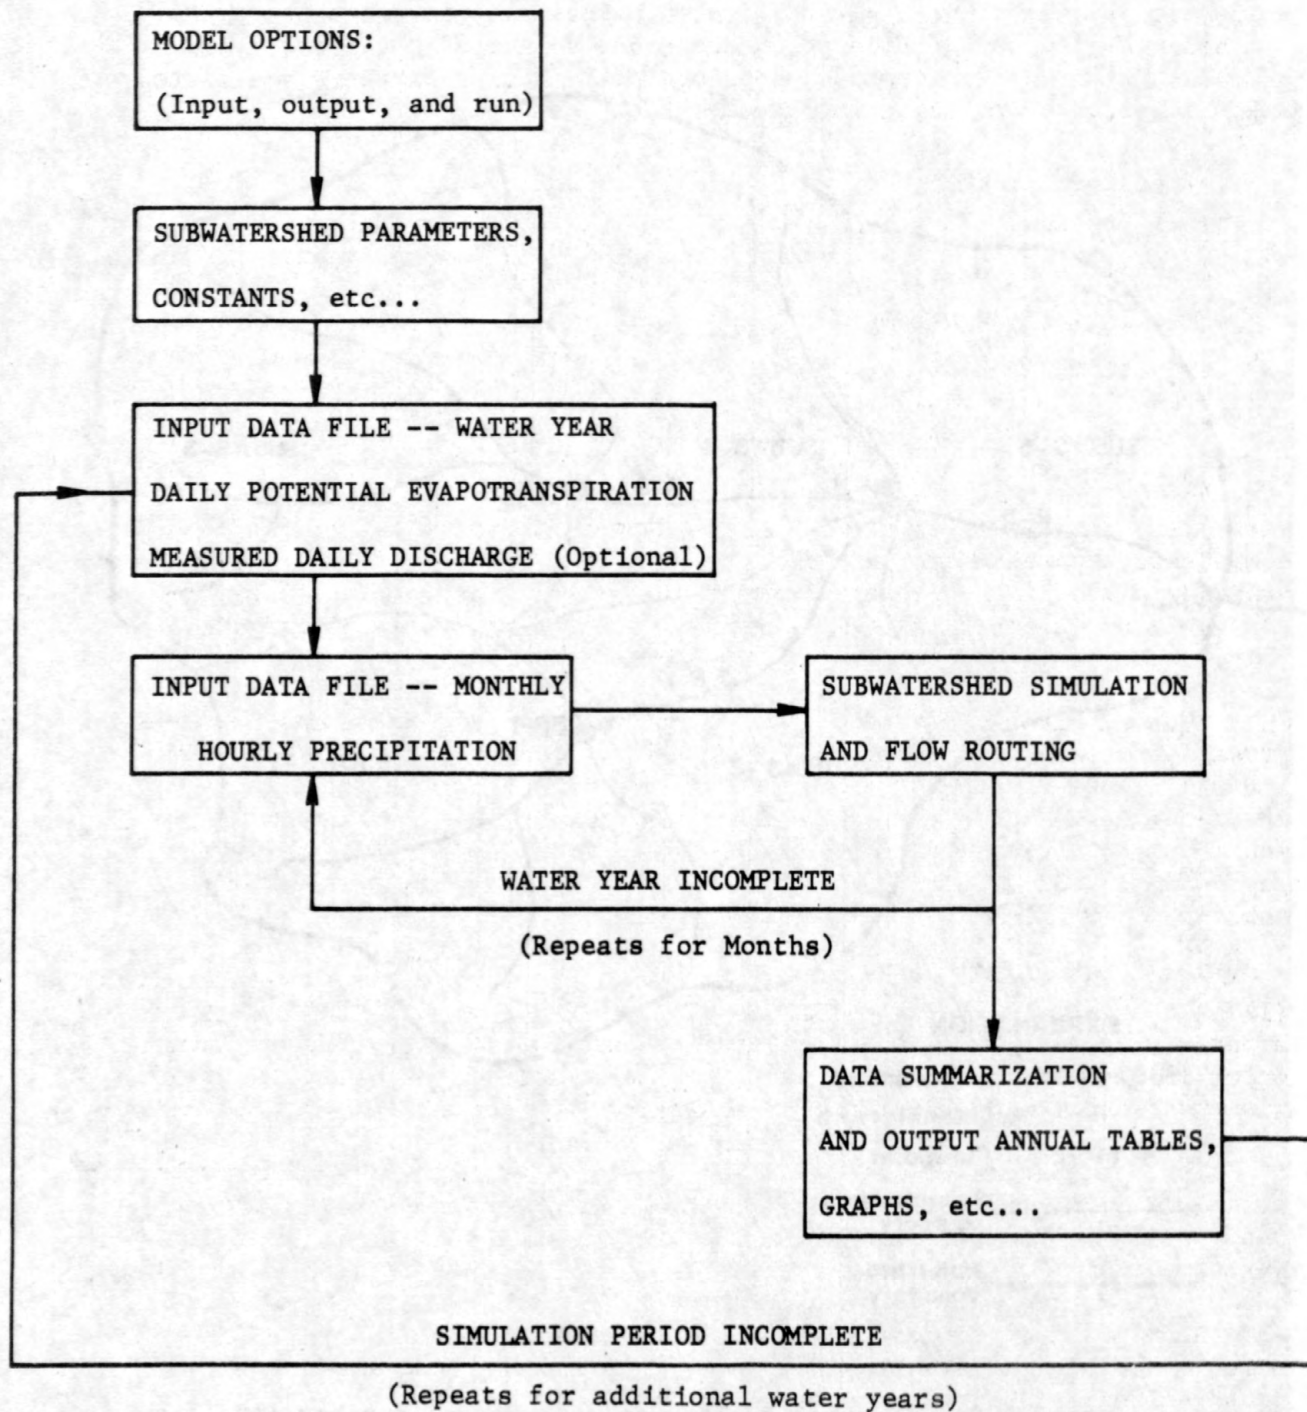 MODEL OPTIONS:
(Input, output, and run)
SUBWATERSHED PARAMETERS,
CONSTANTS, etc...
INPUT DATA FILE -- WATER YEAR
DAILY POTENTIAL EVAPOTRANSPIRATION
MEASURED DAILY DISCHARGE (Optional)
INPUT DATA FILE -- MONTHLY
HOURLY PRECIPITATION
SUBWATERSHED SIMULATION
AND FLOW ROUTING
WATER YEAR INCOMPLETE
(Repeats for Months)
DATA SUMMARIZATION
AND OUTPUT ANNUAL TABLES,
GRAPHS, etc...
SIMULATION PERIOD INCOMPLETE
(Repeats for additional water years)